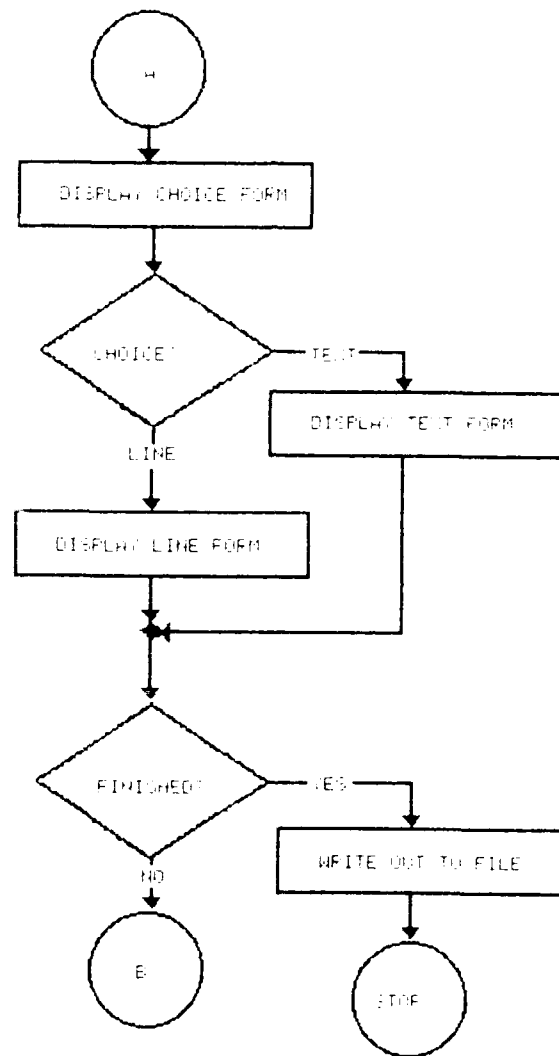 A
DISPLAY CHOICE FORM
CHOICE?
TEXT
DISPLAY TEXT FORM
LINE
DISPLAY LINE FORM
FINISHED?
YES
WRITE OUT TO FILE
NO
B
STOP